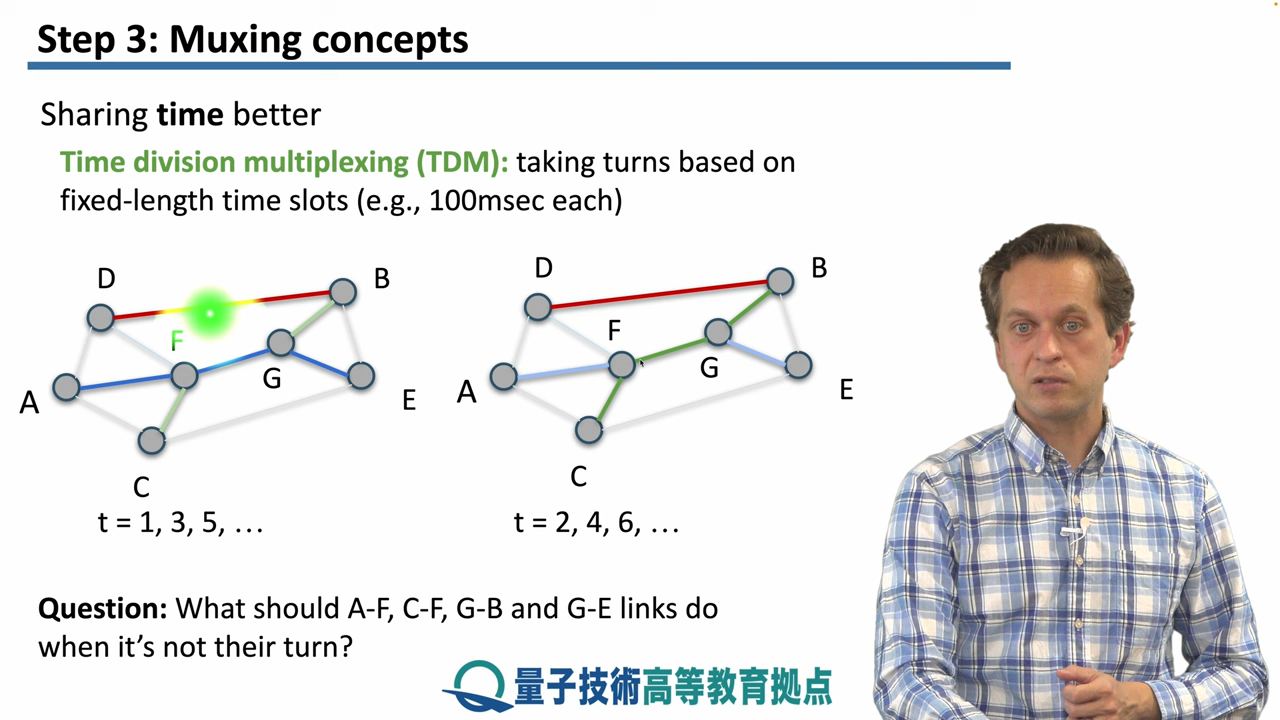 Step 3: Muxing concepts
Sharing time better
Time division multiplexing (TDM): taking turns based on
fixed-length time slots (e.g., 100msec each)
D
B
F
G
A
E
C
t = 1, 3, 5, …
D
B
F
G
A
E
C
t = 2, 4, 6, …
Question: What should A-F, C-F, G-B and G-E links do
when it’s not their turn?
量子技術高等教育拠点